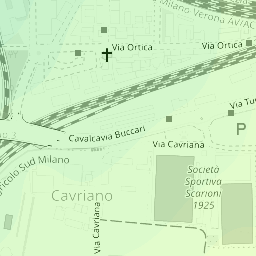 Milano Verona AV/AC
Via Ortica
Via Ortica
Via Tu
P
Cavalcavia Buccari
Via Cavriana
ricolo Sud Milano
Società
Sportiva
Scarioni
1925
Cavriano
Via Cavriana